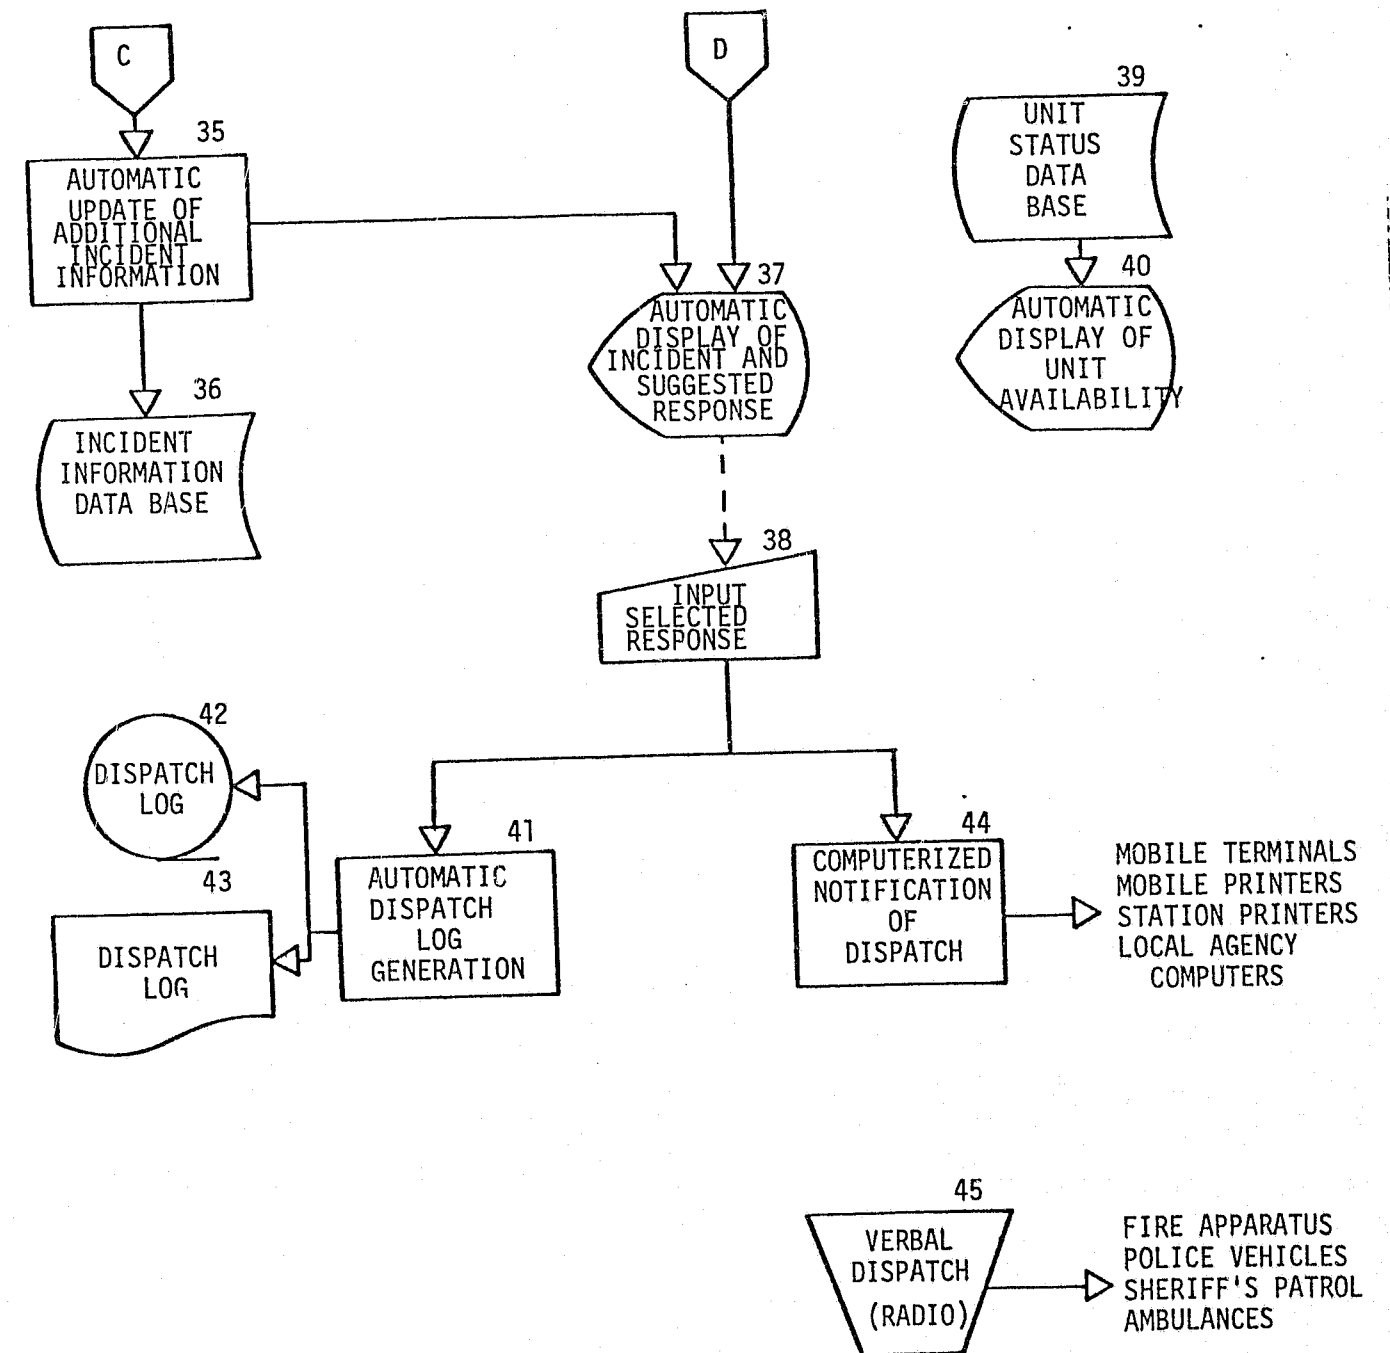 C
D
35
AUTOMATIC
UPDATE OF
ADDITIONAL
INCIDENT
INFORMATION
36
INCIDENT
INFORMATION
DATA BASE
37
AUTOMATIC
DISPLAY OF
INCIDENT AND
SUGGESTED
RESPONSE
38
INPUT
SELECTED
RESPONSE
39
UNIT
STATUS
DATA
BASE
40
AUTOMATIC
DISPLAY OF
UNIT
AVAILABILITY
41
AUTOMATIC
DISPATCH
LOG
GENERATION
42
DISPATCH
LOG
43
DISPATCH
LOG
44
COMPUTERIZED
NOTIFICATION
OF
DISPATCH
MOBILE TERMINALS
MOBILE PRINTERS
STATION PRINTERS
LOCAL AGENCY
COMPUTERS
45
VERBAL
DISPATCH
(RADIO)
FIRE APPARATUS
POLICE VEHICLES
SHERIFF'S PATROL
AMBULANCES